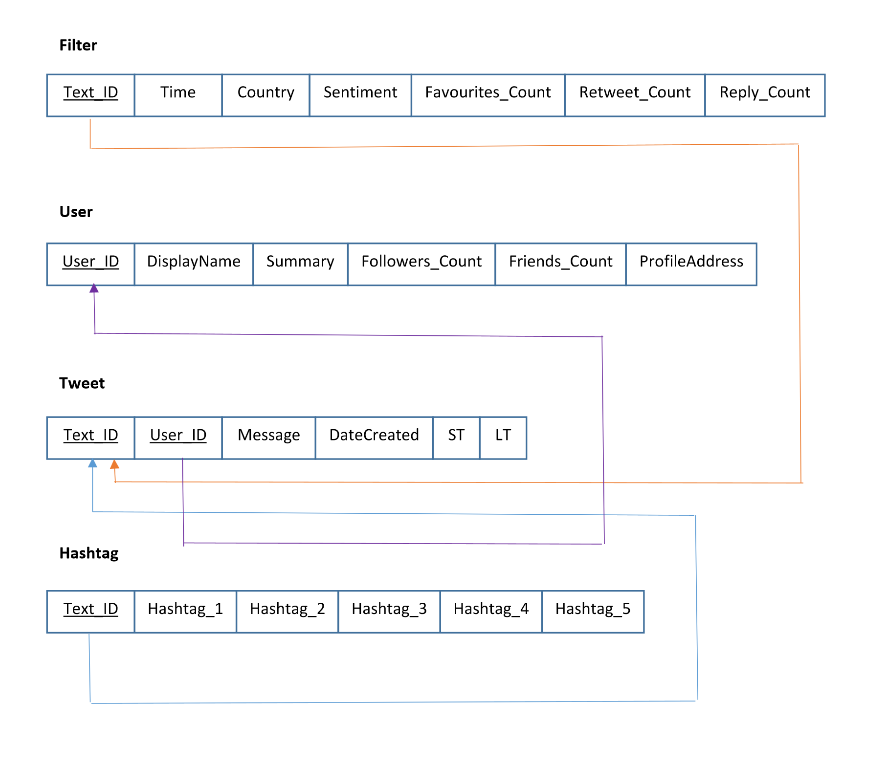 Filter
Text_ID Time Country Sentiment Favourites_Count Retweet_Count Reply_Count
User
User_ID DisplayName Summary Followers_Count Friends_Count ProfileAddress
Tweet
Text_ID User_ID Message DateCreated ST LT
Hashtag
Text_ID Hashtag_1 Hashtag_2 Hashtag_3 Hashtag_4 Hashtag_5